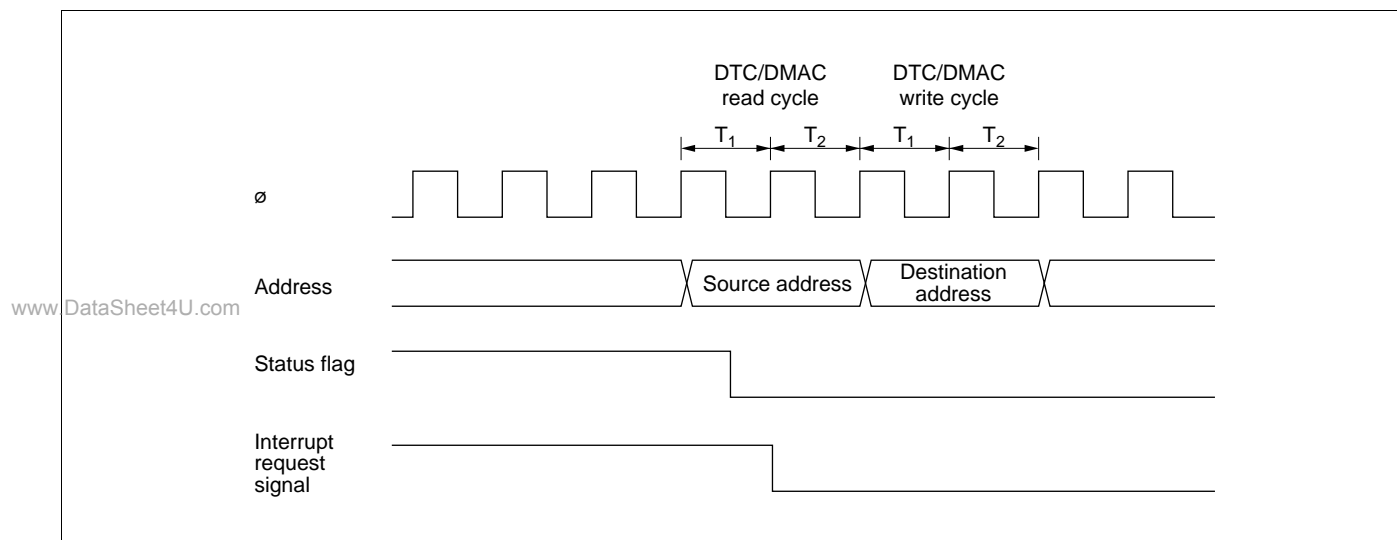 DTC/DMAC
read cycle
DTC/DMAC
write cycle
T1 T2 T1 T2
ø
Address
Source address
Destination
address
www.DataSheet4U.com
Status flag
Interrupt
request
signal